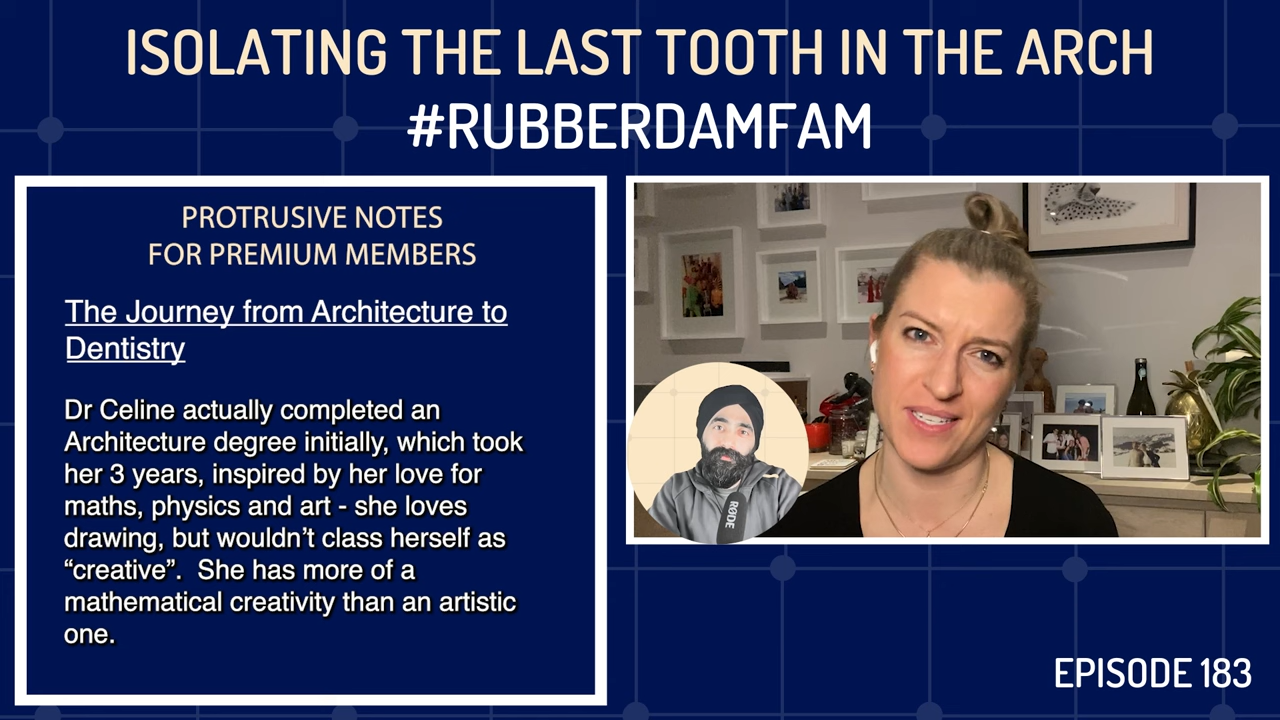 ISOLATING THE LAST TOOTH IN THE ARCH
#RUBBERDAMFAM
PROTRUSIVE NOTES
FOR PREMIUM MEMBERS
The Journey from Architecture to
Dentistry
Dr Celine actually completed an
Architecture degree initially, which took
her 3 years, inspired by her love for
maths, physics and art - she loves
drawing, but wouldn’t class herself as
“creative”.  She has more of a
mathematical creativity than an artistic
one.
RØDE
EPISODE 183